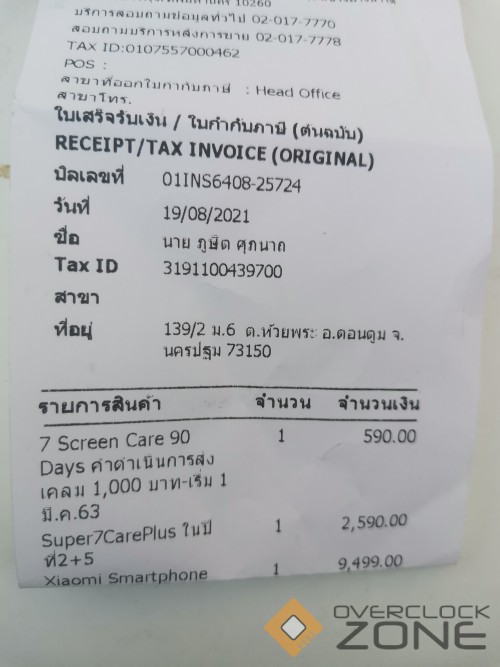 10260
บริการสอบถามข้อมูลทั่วไป 02-017-7770
สอบถามบริการหลังการขาย 02-017-7778
TAX ID:0107557000462
POS :
สาขาที่ออกใบกำกับภาษี : Head Office
สาขาโทร.
ใบเสร็จรับเงิน / ใบกำกับภาษี (ต้นฉบับ)
RECEIPT/TAX INVOICE (ORIGINAL)
บิลเลขที่ 01INS6408-25724
วันที่ 19/08/2021
ชื่อ นาย ภูษิต ศุภนาถ
Tax ID 3191100439700
สาขา
ที่อยู่ 139/2 ม.6 ต.ห้วยพระ อ.ดอนตูม จ.
นครปฐม 73150
รายการสินค้า จำนวน จำนวนเงิน
7 Screen Care 90 1 590.00
Days ค่าดำเนินการส่ง
เคลม 1,000 บาท-เริ่ม 1
มี.ค.63
Super7CarePlus ในปี 1 2,590.00
ที่2+5
Xiaomi Smartphone 1 9,499.00
OVERCLOCK
ZONE